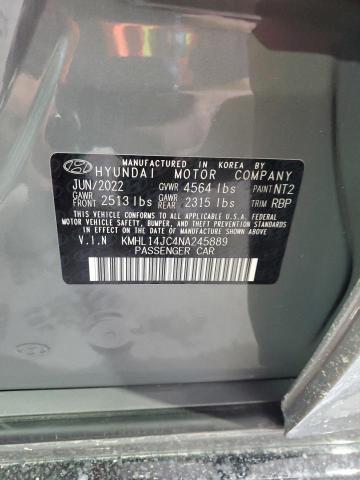 MANUFACTURED IN KOREA BY
HYUNDAI MOTOR COMPANY
JUN/2022 GVWR 4564 lbs PAINT NT2
GAWR FRONT 2513 lbs GAWR REAR 2315 lbs TRIM RBP
THIS VEHICLE CONFORMS TO ALL APPLICABLE U.S.A. FEDERAL
MOTOR VEHICLE SAFETY, BUMPER, AND THEFT PREVENTION
STANDARDS IN EFFECT ON THE DATE OF MANUFACTURE SHOWN ABOVE.
V.I.N KMHL14JC4NA245889
PASSENGER CAR